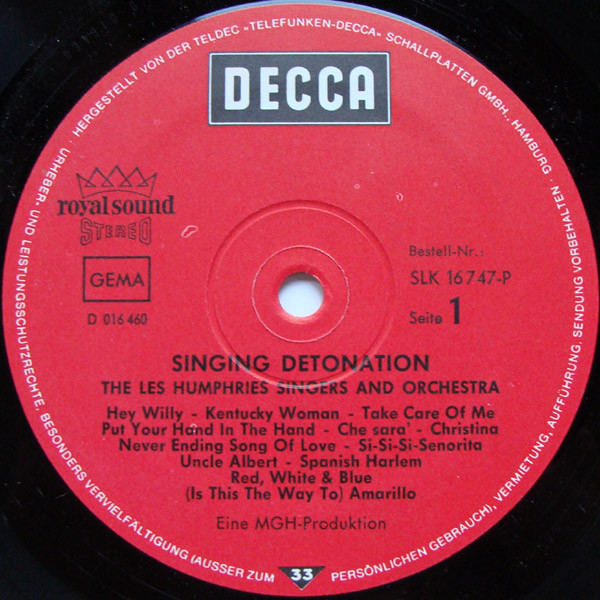 HERGESTELLT VON DER TELDEC »TELEFUNKEN-DECCA« SCHALLPLATTEN GMBH., HAMBURG · URHEBER- UND LEISTUNGSSCHUTZRECHTE, BESONDERS VERVIELFÄLTIGUNG (AUSSER ZUM PERSÖNLICHEN GEBRAUCH), VERMIETUNG, AUFFÜHRUNG, SENDUNG VORBEHALTEN ·
DECCA
royal sound
STEREO
GEMA
D 016 460
Bestell-Nr.:
SLK 16 747-P
Seite 1
SINGING DETONATION
THE LES HUMPHRIES SINGERS AND ORCHESTRA
Hey Willy - Kentucky Woman - Take Care Of Me
Put Your Hand In The Hand - Che sara' - Christina
Never Ending Song Of Love - Si-Si-Si-Senorita
Uncle Albert - Spanish Harlem
Red, White & Blue
(Is This The Way To) Amarillo
Eine MGH-Produktion
33